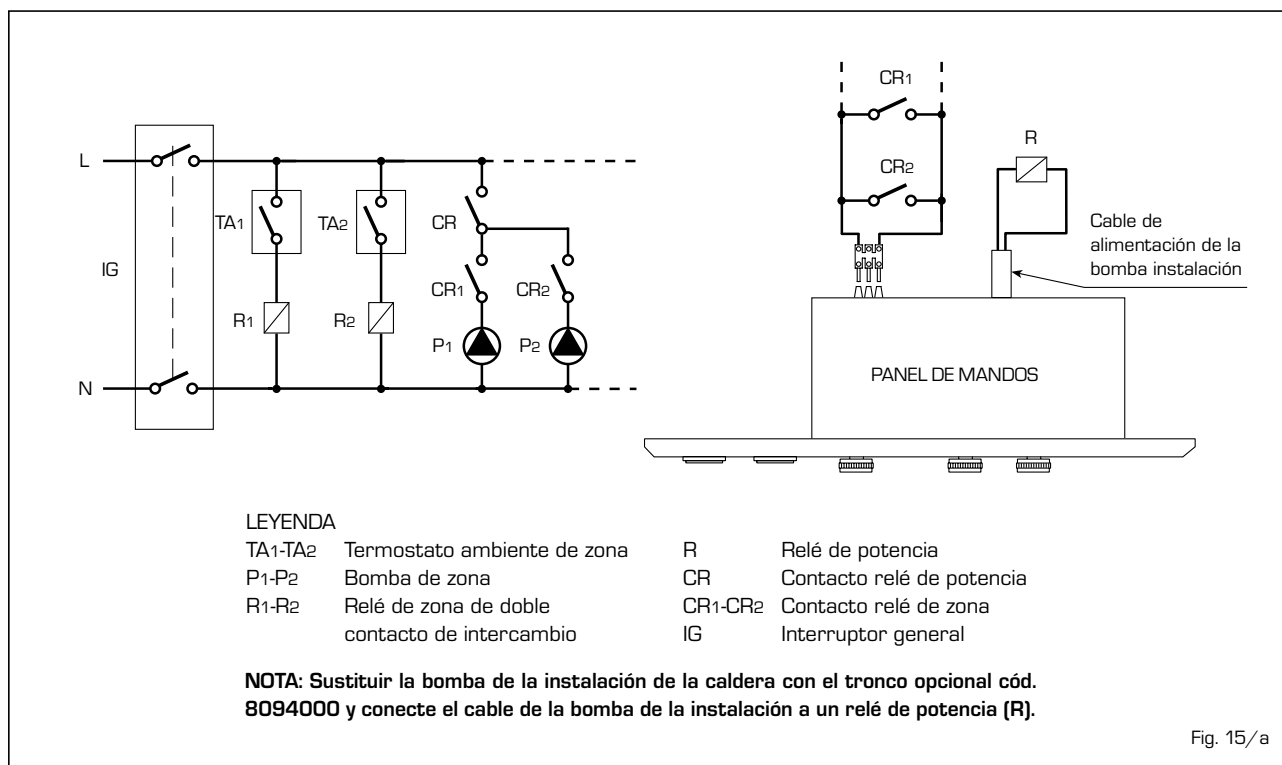 L
TA1
TA2
CR
IG
CR1
CR2
R1
R2
P1
P2
N
CR1
R
CR2
Cable de
alimentación de la
bomba instalación
PANEL DE MANDOS
LEYENDA
TA1-TA2 Termostato ambiente de zona
P1-P2 Bomba de zona
R1-R2 Relé de zona de doble
contacto de intercambio
R Relé de potencia
CR Contacto relé de potencia
CR1-CR2 Contacto relé de zona
IG Interruptor general
NOTA: Sustituir la bomba de la instalación de la caldera con el tronco opcional cód.
8094000 y conecte el cable de la bomba de la instalación a un relé de potencia (R).
Fig. 15/a